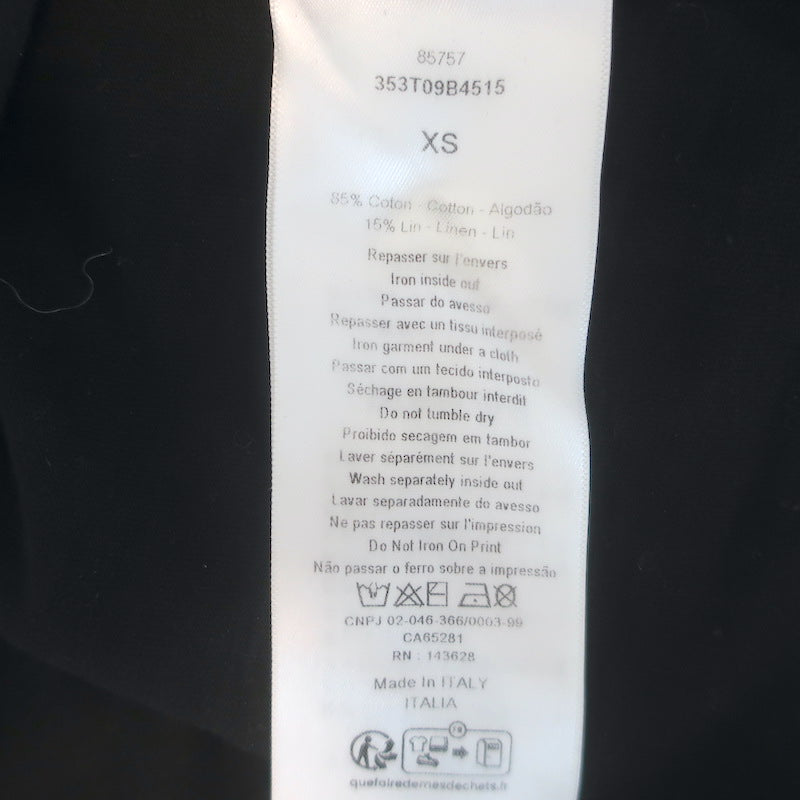 85757
353T09B4515
XS
85% Coton - Cotton - Algodão
15% Lin - Linen - Lin
Repasser sur l'envers
Iron inside out
Passar do avesso
Repasser avec un tissu interposé
Iron garment under a cloth
Passar com um tecido interposto
Séchage en tambour interdit
Do not tumble dry
Proibido secagem em tambor
Laver séparément sur l'envers
Wash separately inside out
Lavar separadamente do avesso
Ne pas repasser sur l'impression
Do Not Iron On Print
Não passar o ferro sobre a impressão
CNPJ 02-046-366/0003-99
CA65281
RN : 143628
Made In ITALY
ITALIA
quefairedemesdechets.fr